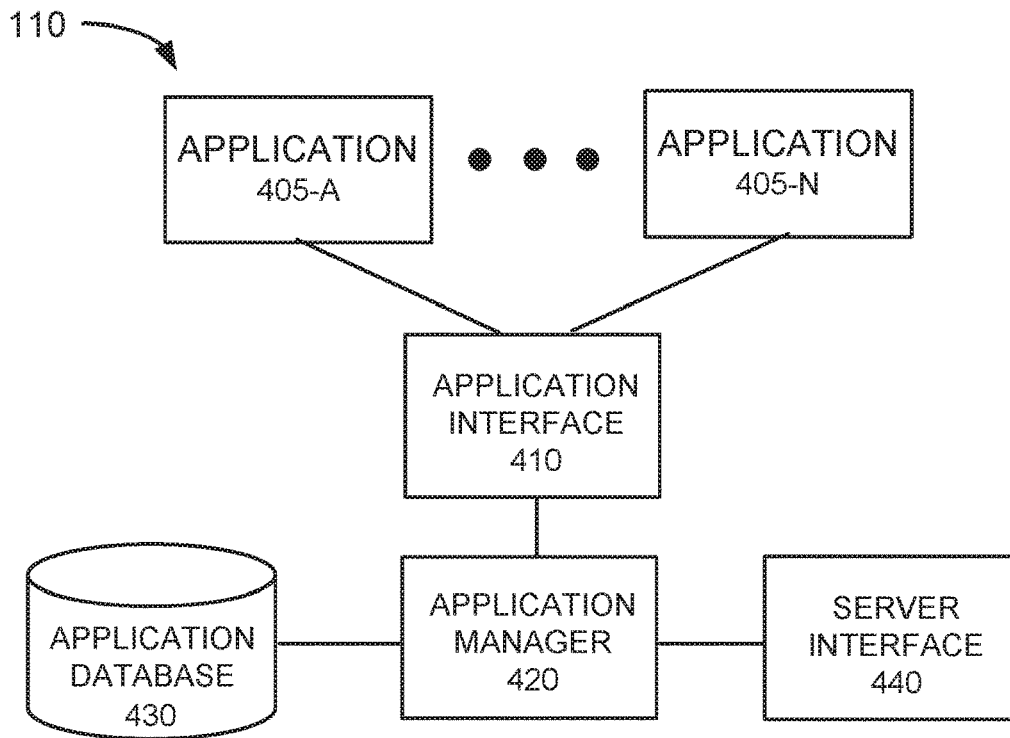 110
APPLICATION
405-A
APPLICATION
405-N
APPLICATION
INTERFACE
410
APPLICATION
DATABASE
430
APPLICATION
MANAGER
420
SERVER
INTERFACE
440